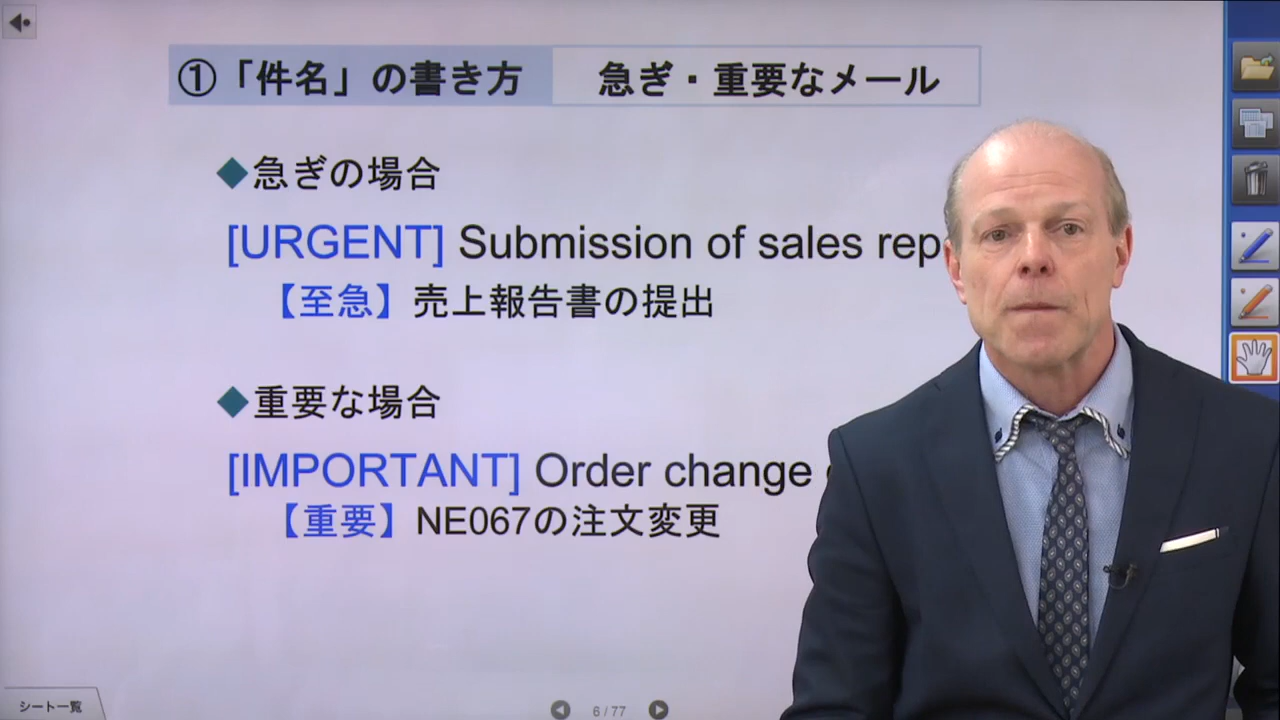 ①「件名」の書き方 急ぎ・重要なメール
◆急ぎの場合
[URGENT] Submission of sales
【至急】売上報告書の提出
◆重要な場合
[IMPORTANT] Order change
【重要】NE067の注文変更
シート一覧
6 / 77